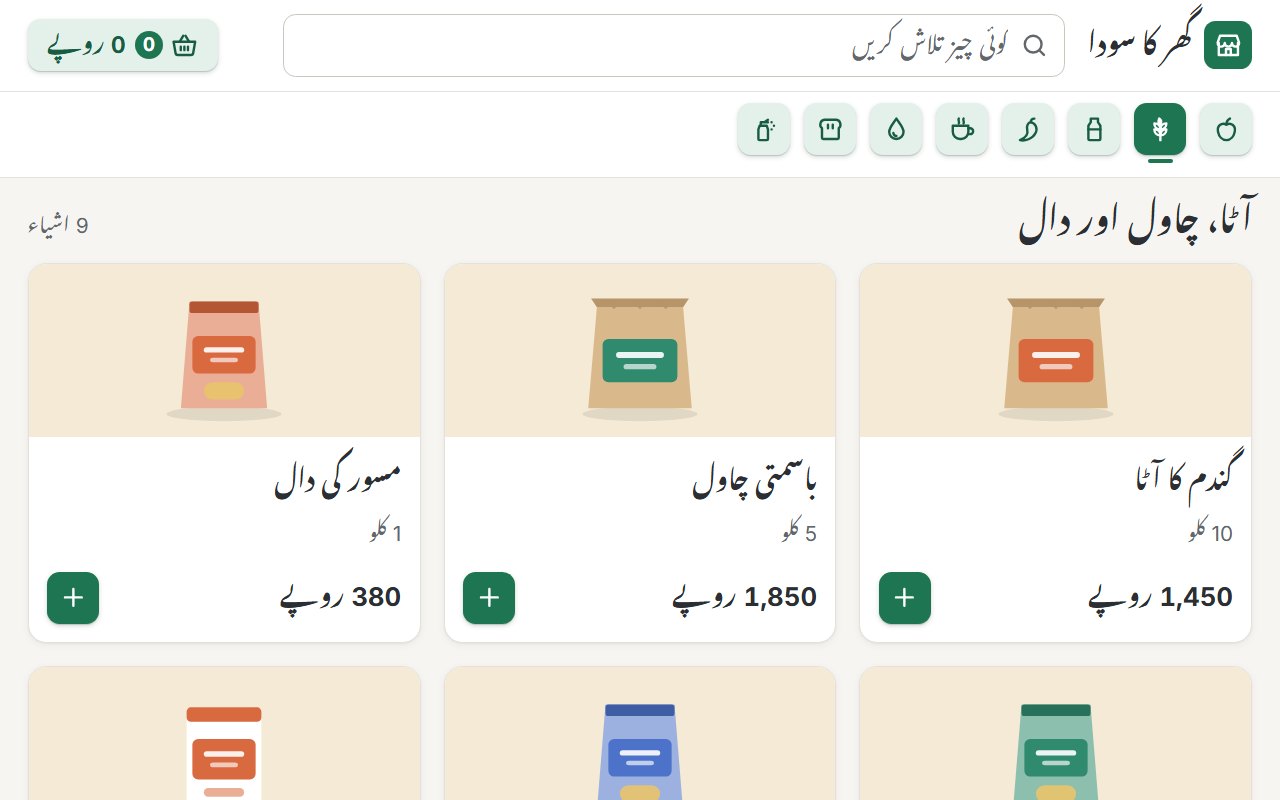 گھر کا سودا
کوئی چیز تلاش کریں
0
0 روپے
آٹا، چاول اور دال
9 اشیاء
گندم کا آٹا
10 کلو
1,450 روپے
باسمتی چاول
5 کلو
1,850 روپے
مسور کی دال
1 کلو
380 روپے